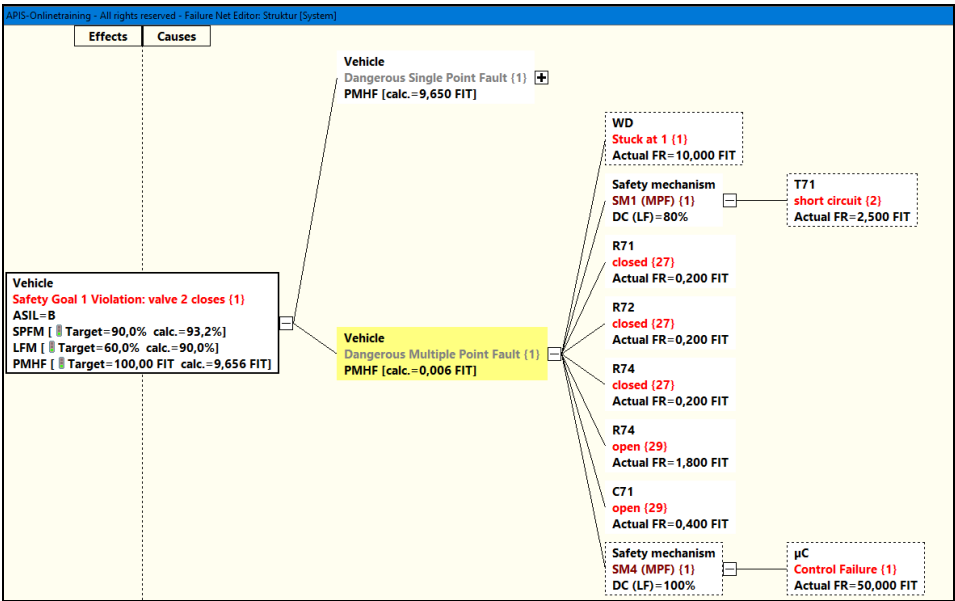 APIS-Onlinetraining - All rights reserved - Failure Net Editor: Struktur [System]
Effects
Causes
Vehicle
Dangerous Single Point Fault {1}
PMHF [calc.=9,650 FIT]
WD
Stuck at 1 {1}
Actual FR=10,000 FIT
Safety mechanism
SM1 (MPF) {1}
DC (LF)=80%
T71
short circuit {2}
Actual FR=2,500 FIT
R71
closed {27}
Actual FR=0,200 FIT
Vehicle
Safety Goal 1 Violation: valve 2 closes {1}
ASIL=B
SPFM [ Target=90,0% calc.=93,2%]
LFM [ Target=60,0% calc.=90,0%]
PMHF [ Target=100,00 FIT calc.=9,656 FIT]
R72
closed {27}
Actual FR=0,200 FIT
Vehicle
Dangerous Multiple Point Fault {1}
PMHF [calc.=0,006 FIT]
R74
closed {27}
Actual FR=0,200 FIT
R74
open {29}
Actual FR=1,800 FIT
C71
open {29}
Actual FR=0,400 FIT
Safety mechanism
SM4 (MPF) {1}
DC (LF)=100%
µC
Control Failure {1}
Actual FR=50,000 FIT